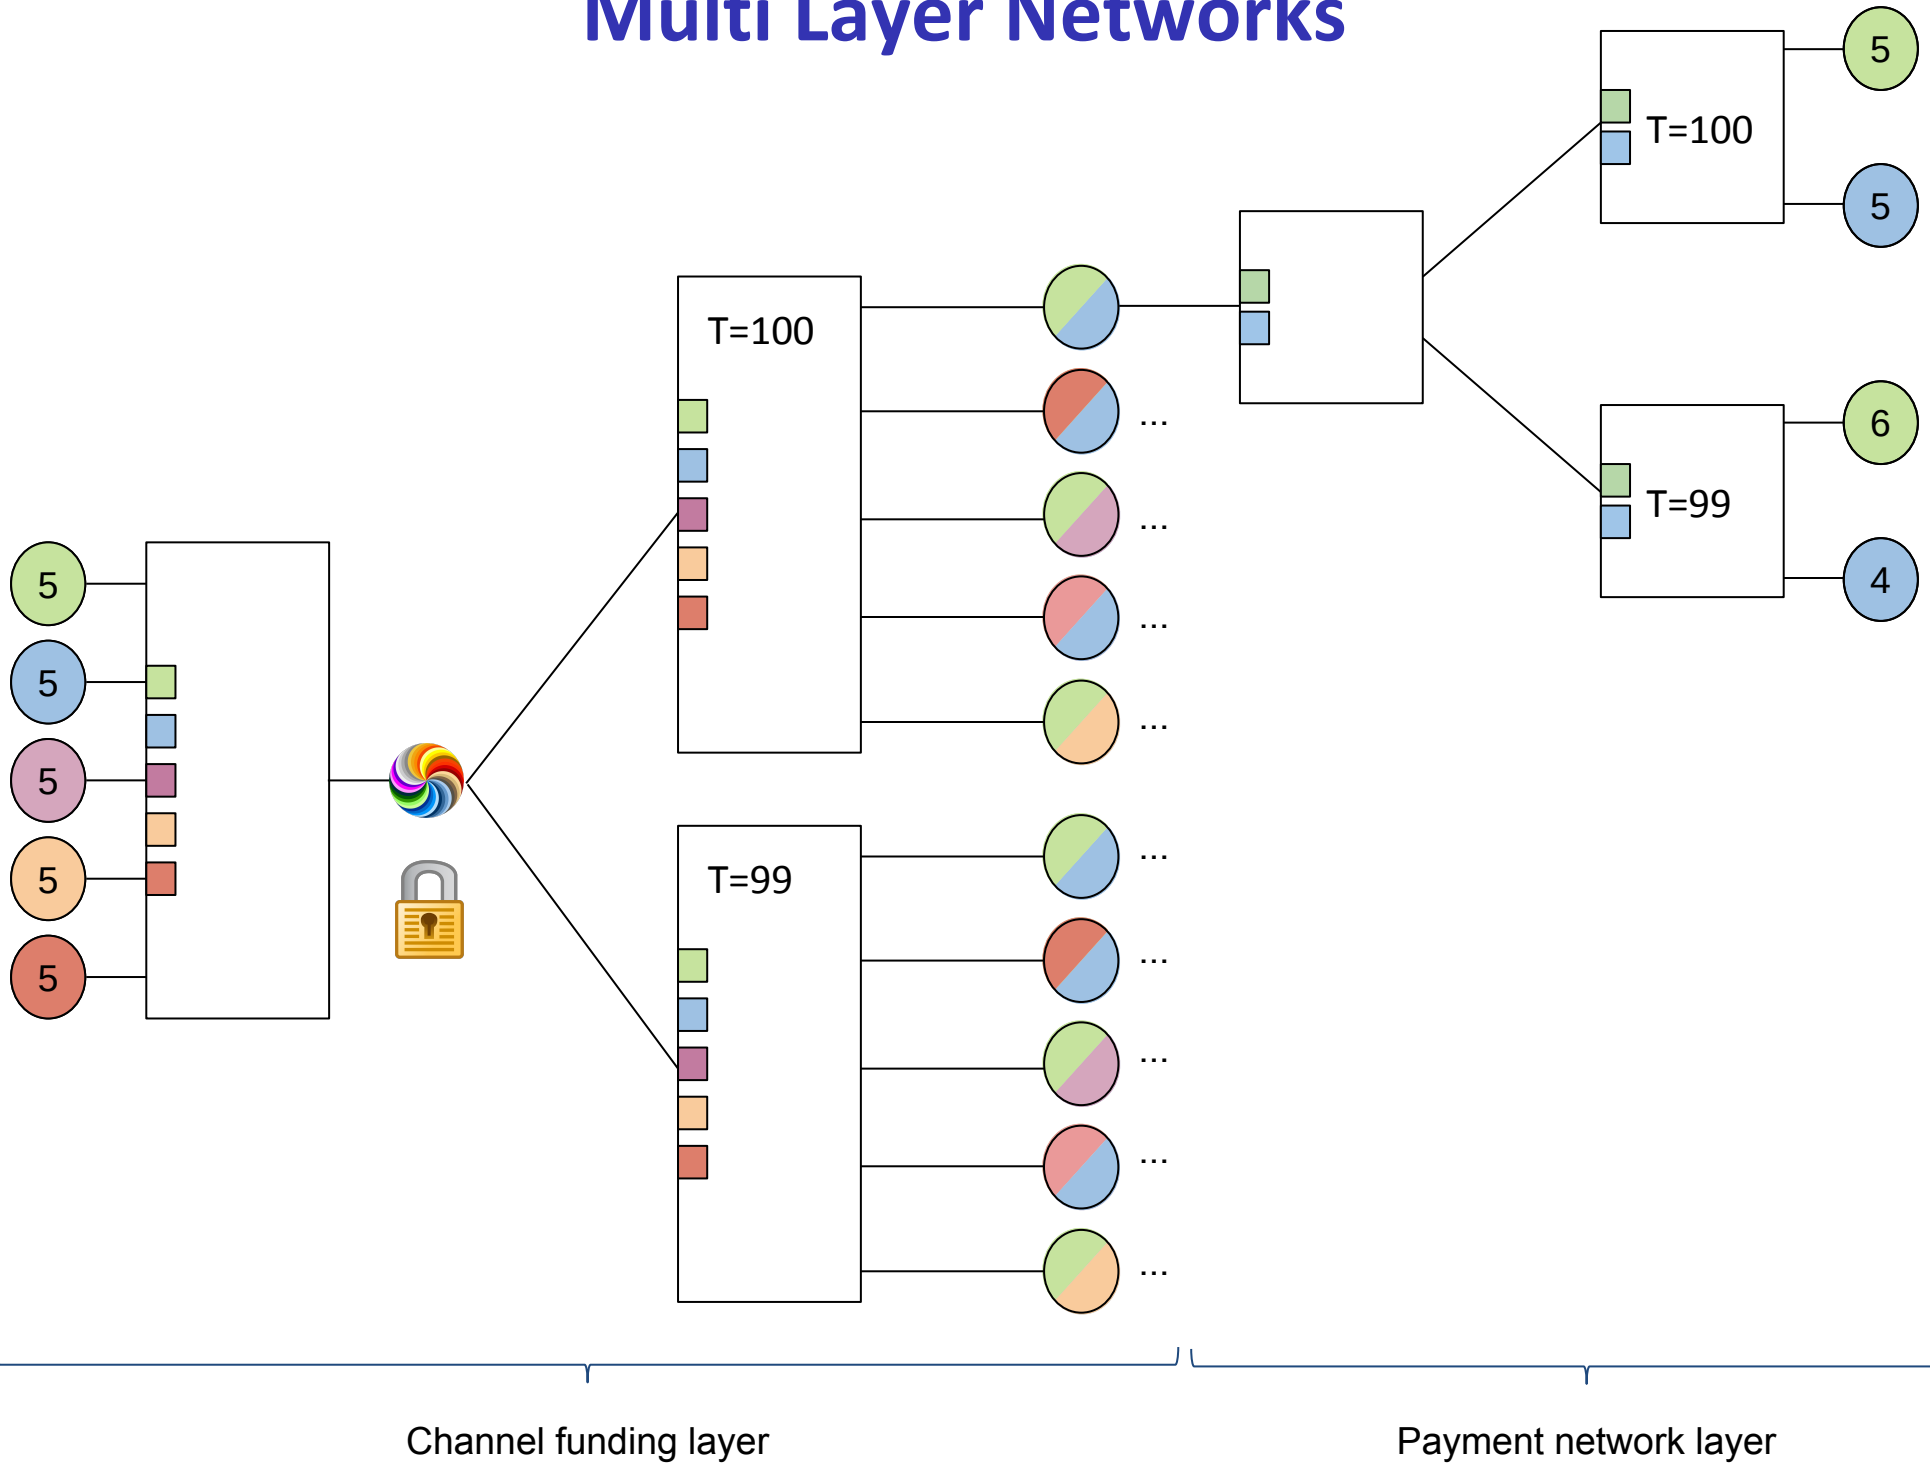 Multi Layer Networks
5
T=100
5
T=100
...
6
T=99
4
...
...
...
5
5
5
5
5
T=99
...
...
...
...
...
Channel funding layer
Payment network layer